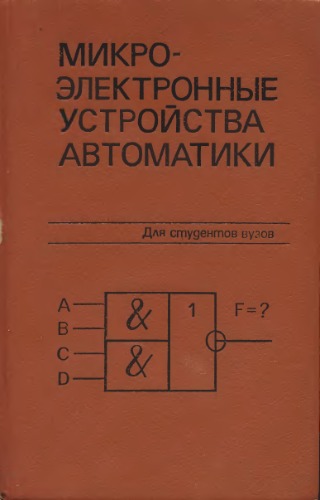 МИКРО-
ЭЛЕКТРОННЫЕ
УСТРОЙСТВА
АВТОМАТИКИ
Для студентов вузов
A
B
C
D
&
&
1
F=?